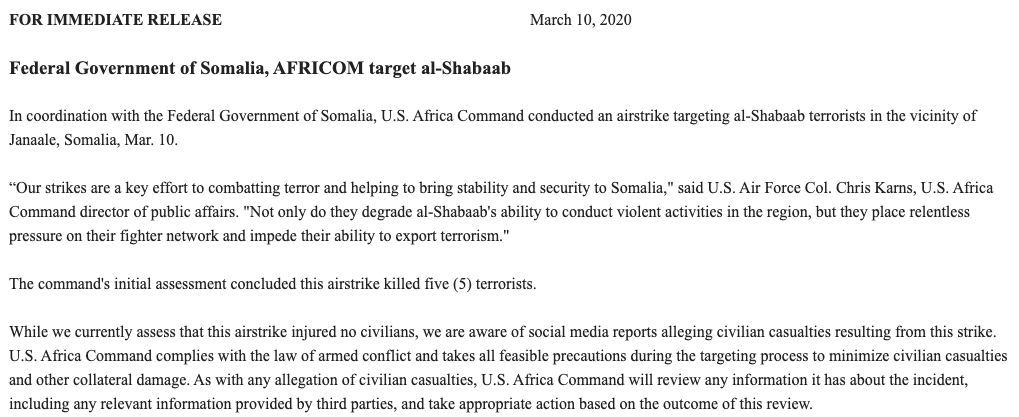 FOR IMMEDIATE RELEASE March 10, 2020
Federal Government of Somalia, AFRICOM target al-Shabaab
In coordination with the Federal Government of Somalia, U.S. Africa Command conducted an airstrike targeting al-Shabaab terrorists in the vicinity of
Janaale, Somalia, Mar. 10.
“Our strikes are a key effort to combatting terror and helping to bring stability and security to Somalia," said U.S. Air Force Col. Chris Karns, U.S. Africa
Command director of public affairs. "Not only do they degrade al-Shabaab's ability to conduct violent activities in the region, but they place relentless
pressure on their fighter network and impede their ability to export terrorism."
The command's initial assessment concluded this airstrike killed five (5) terrorists.
While we currently assess that this airstrike injured no civilians, we are aware of social media reports alleging civilian casualties resulting from this strike.
U.S. Africa Command complies with the law of armed conflict and takes all feasible precautions during the targeting process to minimize civilian casualties
and other collateral damage. As with any allegation of civilian casualties, U.S. Africa Command will review any information it has about the incident,
including any relevant information provided by third parties, and take appropriate action based on the outcome of this review.